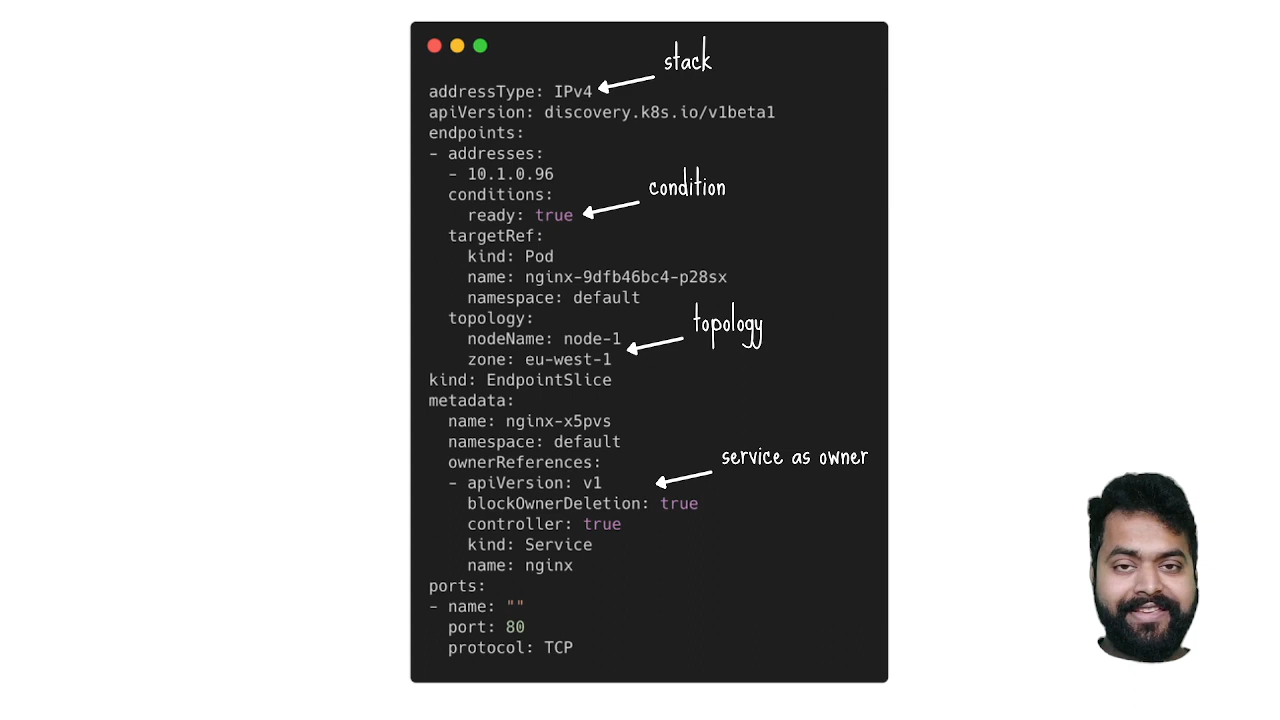 stack
addressType: IPv4
apiVersion: discovery.k8s.io/v1beta1
endpoints:
- addresses:
  - 10.1.0.96
  conditions:
condition
    ready: true
  targetRef:
    kind: Pod
    name: nginx-9dfb46bc4-p28sx
    namespace: default
  topology:
topology
    nodeName: node-1
    zone: eu-west-1
kind: EndpointSlice
metadata:
  name: nginx-x5pvs
  namespace: default
  ownerReferences:
service as owner
  - apiVersion: v1
    blockOwnerDeletion: true
    controller: true
    kind: Service
    name: nginx
ports:
- name: ""
  port: 80
  protocol: TCP